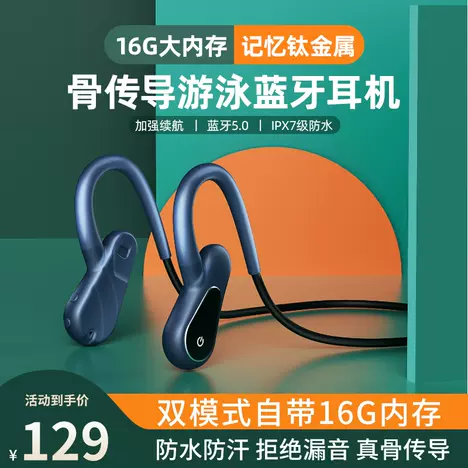 16G大内存 记忆钛金属
骨传导游泳蓝牙耳机
加强续航 | 蓝牙5.0 | IPX7级防水
活动到手价
¥129
双模式自带16G内存
防水防汗 拒绝漏音 真骨传导